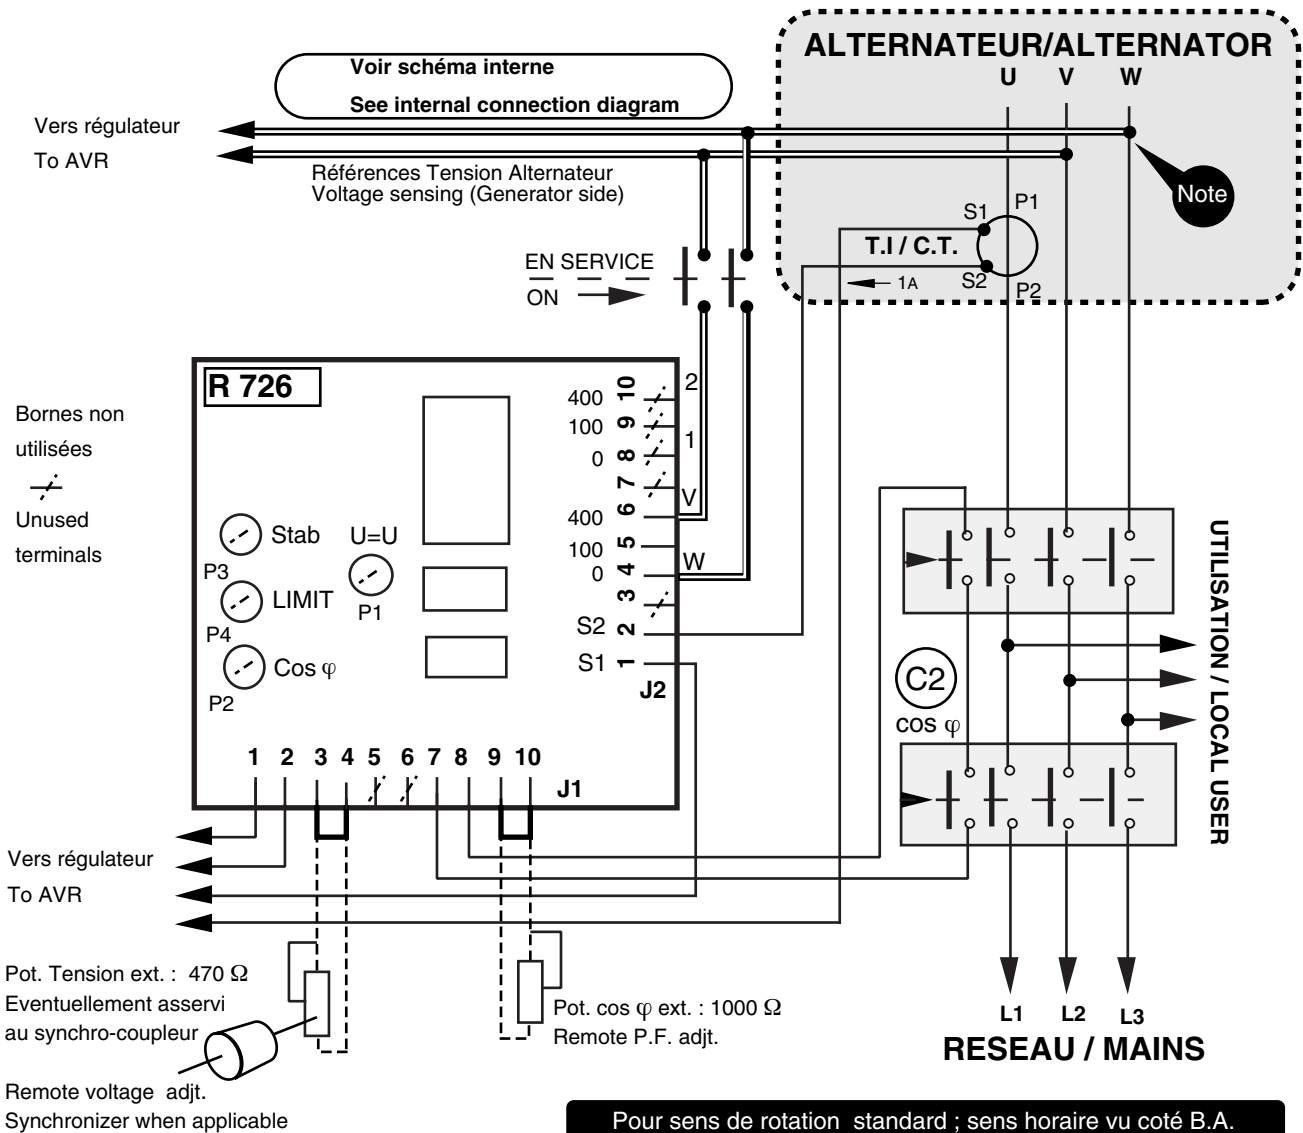 ALTERNATEUR/ALTERNATOR
U V W
Voir schéma interne
See internal connection diagram
Vers régulateur
To AVR
Références Tension Alternateur
Voltage sensing (Generator side)
Note
S1 P1
T.I / C.T.
S2 P2
1A
EN SERVICE
ON
R 726
Bornes non
utilisées
Unused
terminals
400 10 2
100 9
0 8 1
7
400 6 V
100 5
0 4 W
3
S2 2
S1 1
J2
Stab
P3
U=U
P1
LIMIT
P4
Cos φ
P2
1 2 3 4 5 6 7 8 9 10
J1
UTILISATION / LOCAL USER
C2
COS φ
Vers régulateur
To AVR
Pot. Tension ext. : 470 Ω
Eventuellement asservi
au synchro-coupleur
Remote voltage adjt.
Synchronizer when applicable
Pot. cos φ ext. : 1000 Ω
Remote P.F. adjt.
L1 L2 L3
RESEAU / MAINS
Pour sens de rotation standard ; sens horaire vu coté B.A.